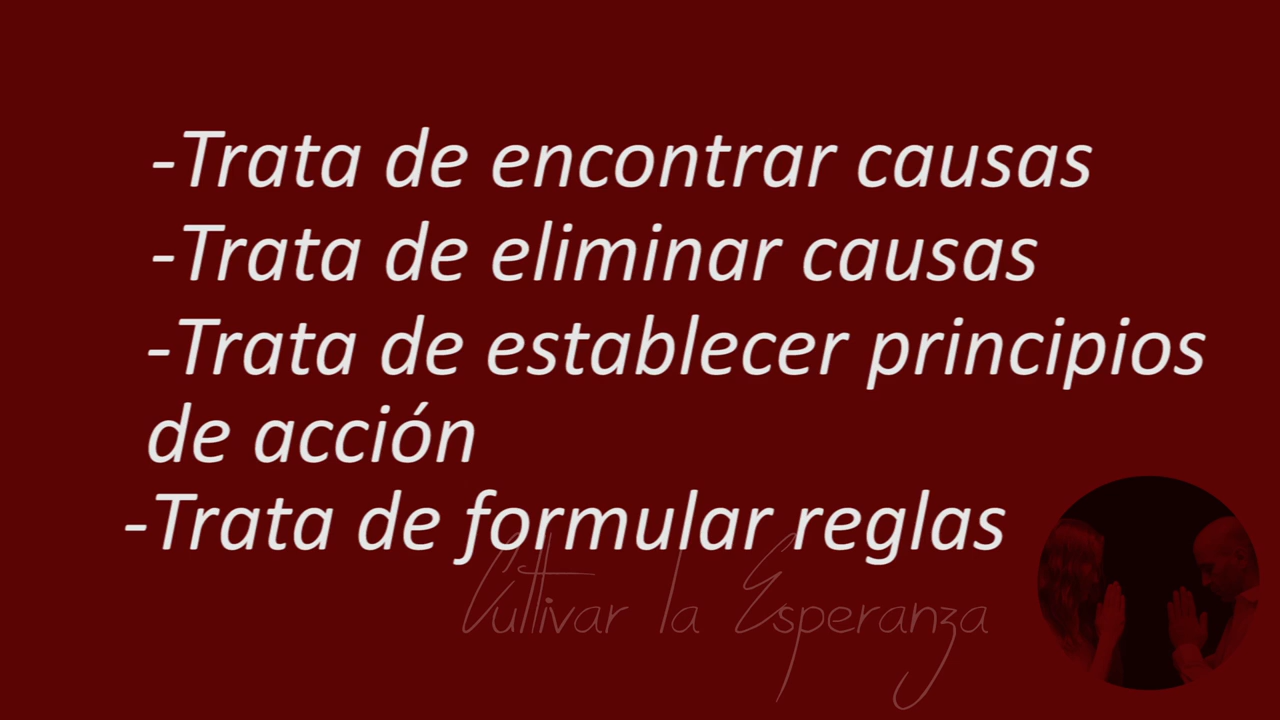 -Trata de encontrar causas
-Trata de eliminar causas
-Trata de establecer principios
de acción
-Trata de formular reglas
Cultivar la Esperanza